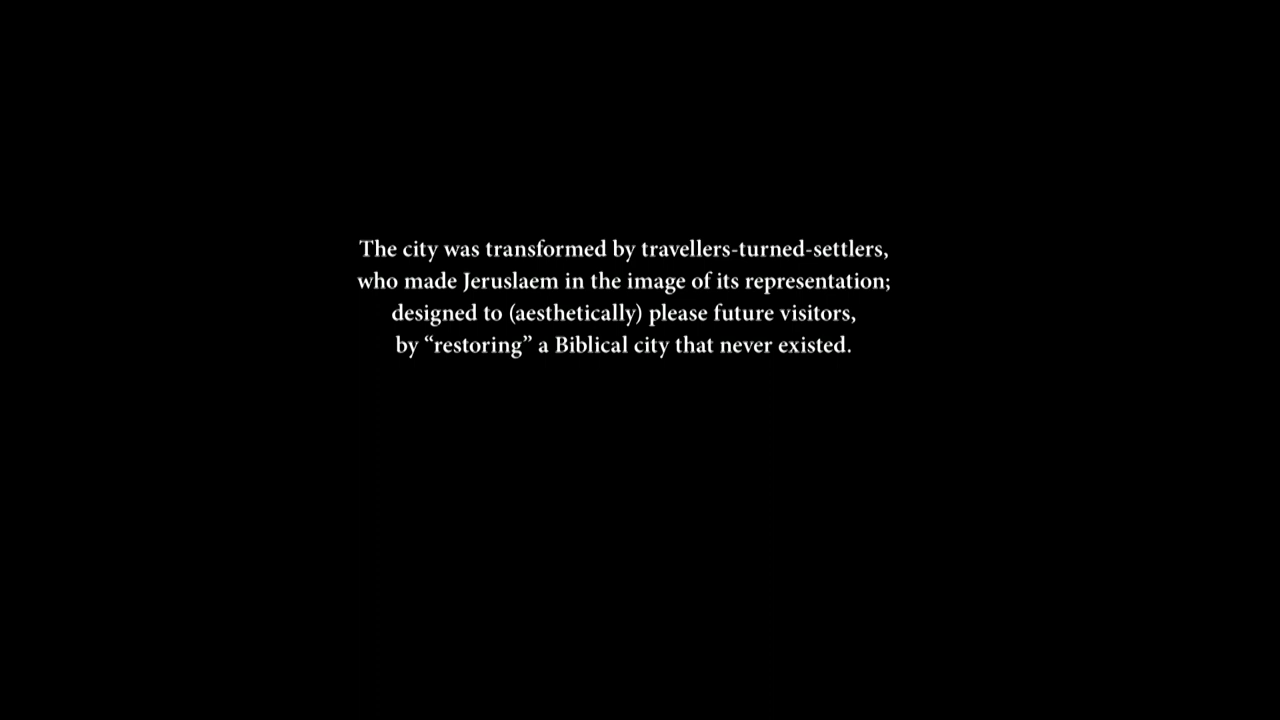 The city was transformed by travellers-turned-settlers,
who made Jeruslaem in the image of its representation;
designed to (aesthetically) please future visitors,
by “restoring” a Biblical city that never existed.